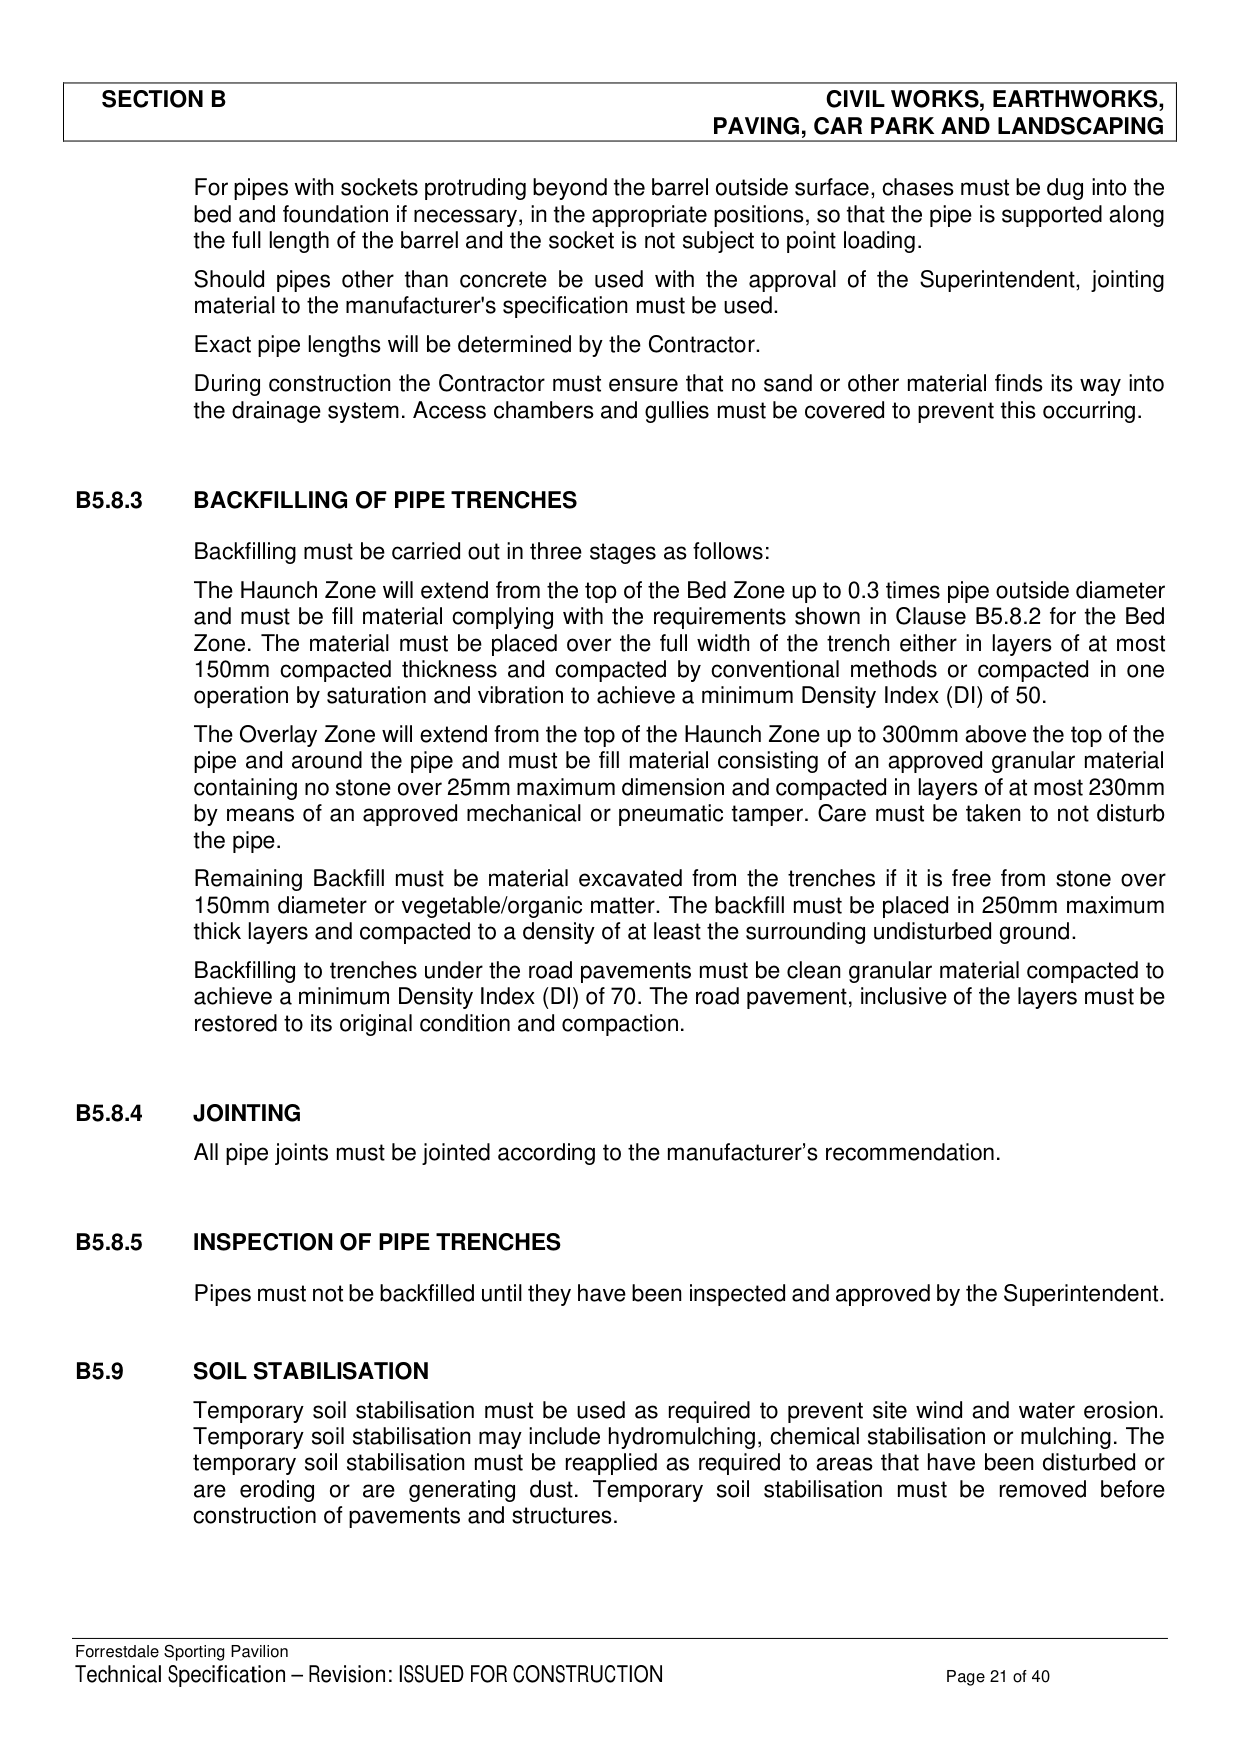 SECTION B CIVIL WORKS, EARTHWORKS,
PAVING, CAR PARK AND LANDSCAPING
For pipes with sockets protruding beyond the barrel outside surface, chases must be dug into the
bed and foundation if necessary, in the appropriate positions, so that the pipe is supported along
the full length of the barrel and the socket is not subject to point loading.
Should pipes other than concrete be used with the approval of the Superintendent, jointing
material to the manufacturer's specification must be used.
Exact pipe lengths will be determined by the Contractor.
During construction the Contractor must ensure that no sand or other material finds its way into
the drainage system. Access chambers and gullies must be covered to prevent this occurring.
B5.8.3 BACKFILLING OF PIPE TRENCHES
Backfilling must be carried out in three stages as follows:
The Haunch Zone will extend from the top of the Bed Zone up to 0.3 times pipe outside diameter
and must be fill material complying with the requirements shown in Clause B5.8.2 for the Bed
Zone. The material must be placed over the full width of the trench either in layers of at most
150mm compacted thickness and compacted by conventional methods or compacted in one
operation by saturation and vibration to achieve a minimum Density Index (DI) of 50.
The Overlay Zone will extend from the top of the Haunch Zone up to 300mm above the top of the
pipe and around the pipe and must be fill material consisting of an approved granular material
containing no stone over 25mm maximum dimension and compacted in layers of at most 230mm
by means of an approved mechanical or pneumatic tamper. Care must be taken to not disturb
the pipe.
Remaining Backfill must be material excavated from the trenches if it is free from stone over
150mm diameter or vegetable/organic matter. The backfill must be placed in 250mm maximum
thick layers and compacted to a density of at least the surrounding undisturbed ground.
Backfilling to trenches under the road pavements must be clean granular material compacted to
achieve a minimum Density Index (DI) of 70. The road pavement, inclusive of the layers must be
restored to its original condition and compaction.
B5.8.4 JOINTING
All pipe joints must be jointed according to the manufacturer’s recommendation.
B5.8.5 INSPECTION OF PIPE TRENCHES
Pipes must not be backfilled until they have been inspected and approved by the Superintendent.
B5.9 SOIL STABILISATION
Temporary soil stabilisation must be used as required to prevent site wind and water erosion.
Temporary soil stabilisation may include hydromulching, chemical stabilisation or mulching. The
temporary soil stabilisation must be reapplied as required to areas that have been disturbed or
are eroding or are generating dust. Temporary soil stabilisation must be removed before
construction of pavements and structures.
Forrestdale Sporting Pavilion
Technical Specification – Revision: ISSUED FOR CONSTRUCTION Page 21 of 40